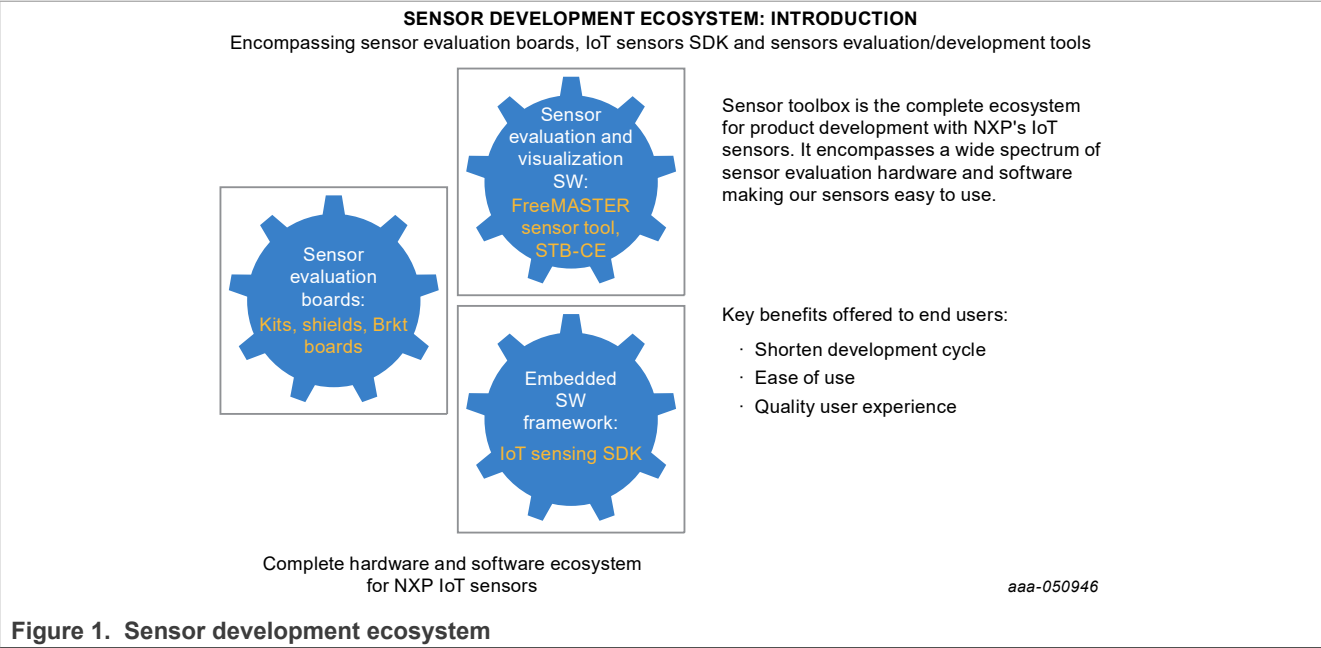 SENSOR DEVELOPMENT ECOSYSTEM: INTRODUCTION
Encompassing sensor evaluation boards, IoT sensors SDK and sensors evaluation/development tools
Sensor
evaluation
boards:
Kits, shields, Brkt
boards
Sensor
evaluation and
visualization
SW:
FreeMASTER
sensor tool,
STB-CE
Embedded
SW
framework:
IoT sensing SDK
Sensor toolbox is the complete ecosystem
for product development with NXP's IoT
sensors. It encompasses a wide spectrum of
sensor evaluation hardware and software
making our sensors easy to use.
Key benefits offered to end users:
· Shorten development cycle
· Ease of use
· Quality user experience
Complete hardware and software ecosystem
for NXP IoT sensors
aaa-050946
Figure 1. Sensor development ecosystem